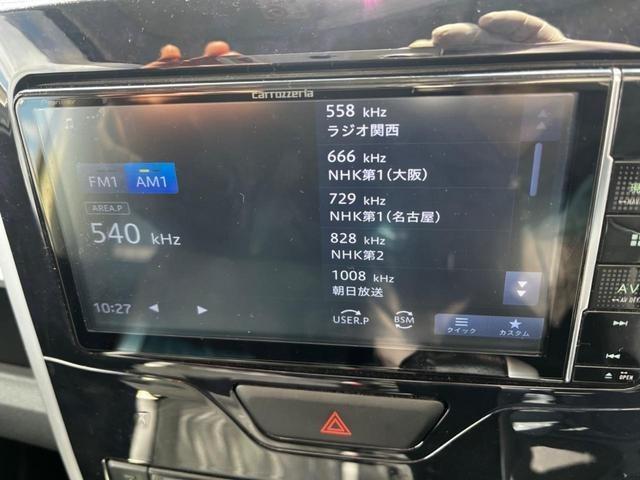 carrozzeria
FM1
AM1
AREA.P
540 kHz
10:27
558 kHz
ラジオ関西
666 kHz
NHK第1(大阪)
729 kHz
NHK第1(名古屋)
828 kHz
NHK第2
1008 kHz
朝日放送
USER.P
BSM
クイック
カスタム
AV
OPEN